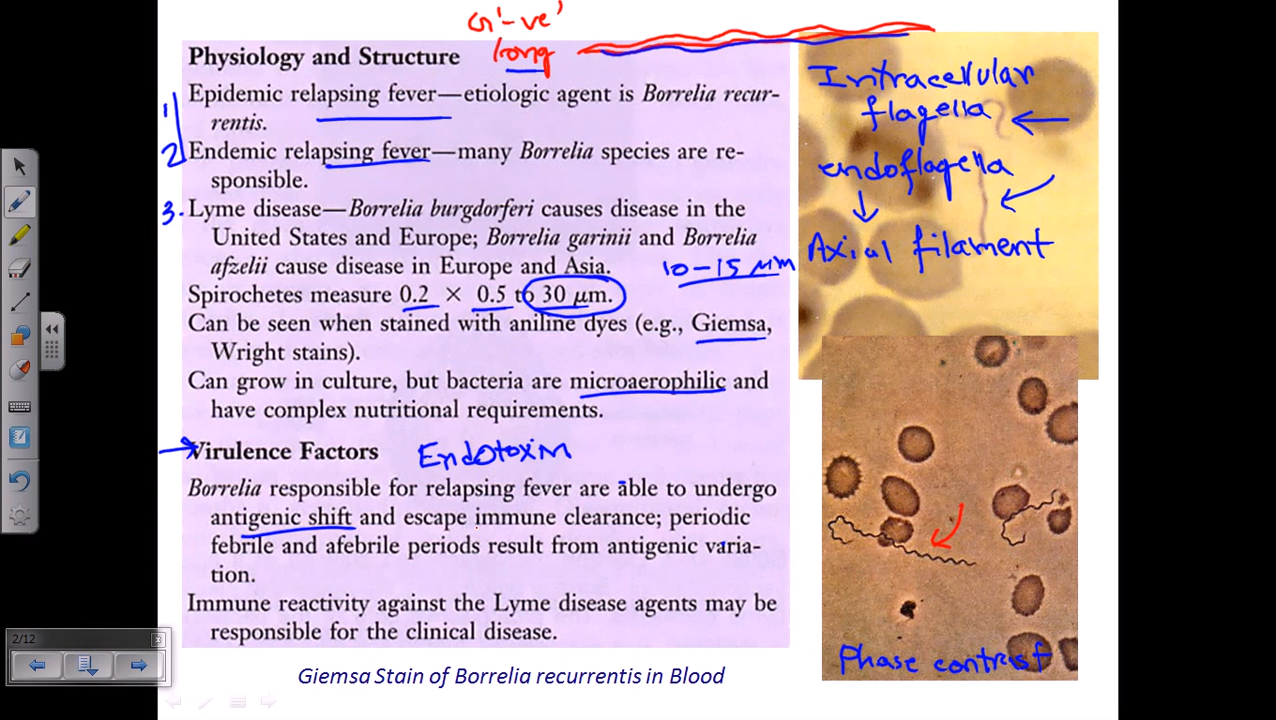 G'-ve'
long
Physiology and Structure
Epidemic relapsing fever—etiologic agent is Borrelia recur-
rentis.
Endemic relapsing fever—many Borrelia species are re-
sponsible.
Lyme disease—Borrelia burgdorferi causes disease in the
United States and Europe; Borrelia garinii and Borrelia
afzelii cause disease in Europe and Asia.
Spirochetes measure 0.2 × 0.5 to 30 μm.
Can be seen when stained with aniline dyes (e.g., Giemsa,
Wright stains).
Can grow in culture, but bacteria are microaerophilic and
have complex nutritional requirements.
1
2
3.
10-15 μm
Virulence Factors
Endotoxin
Borrelia responsible for relapsing fever are able to undergo
antigenic shift and escape immune clearance; periodic
febrile and afebrile periods result from antigenic varia-
tion.
Immune reactivity against the Lyme disease agents may be
responsible for the clinical disease.
Giemsa Stain of Borrelia recurrentis in Blood
Intracellular
flagella
endoflagella
Axial filament
Phase contrast
2/12